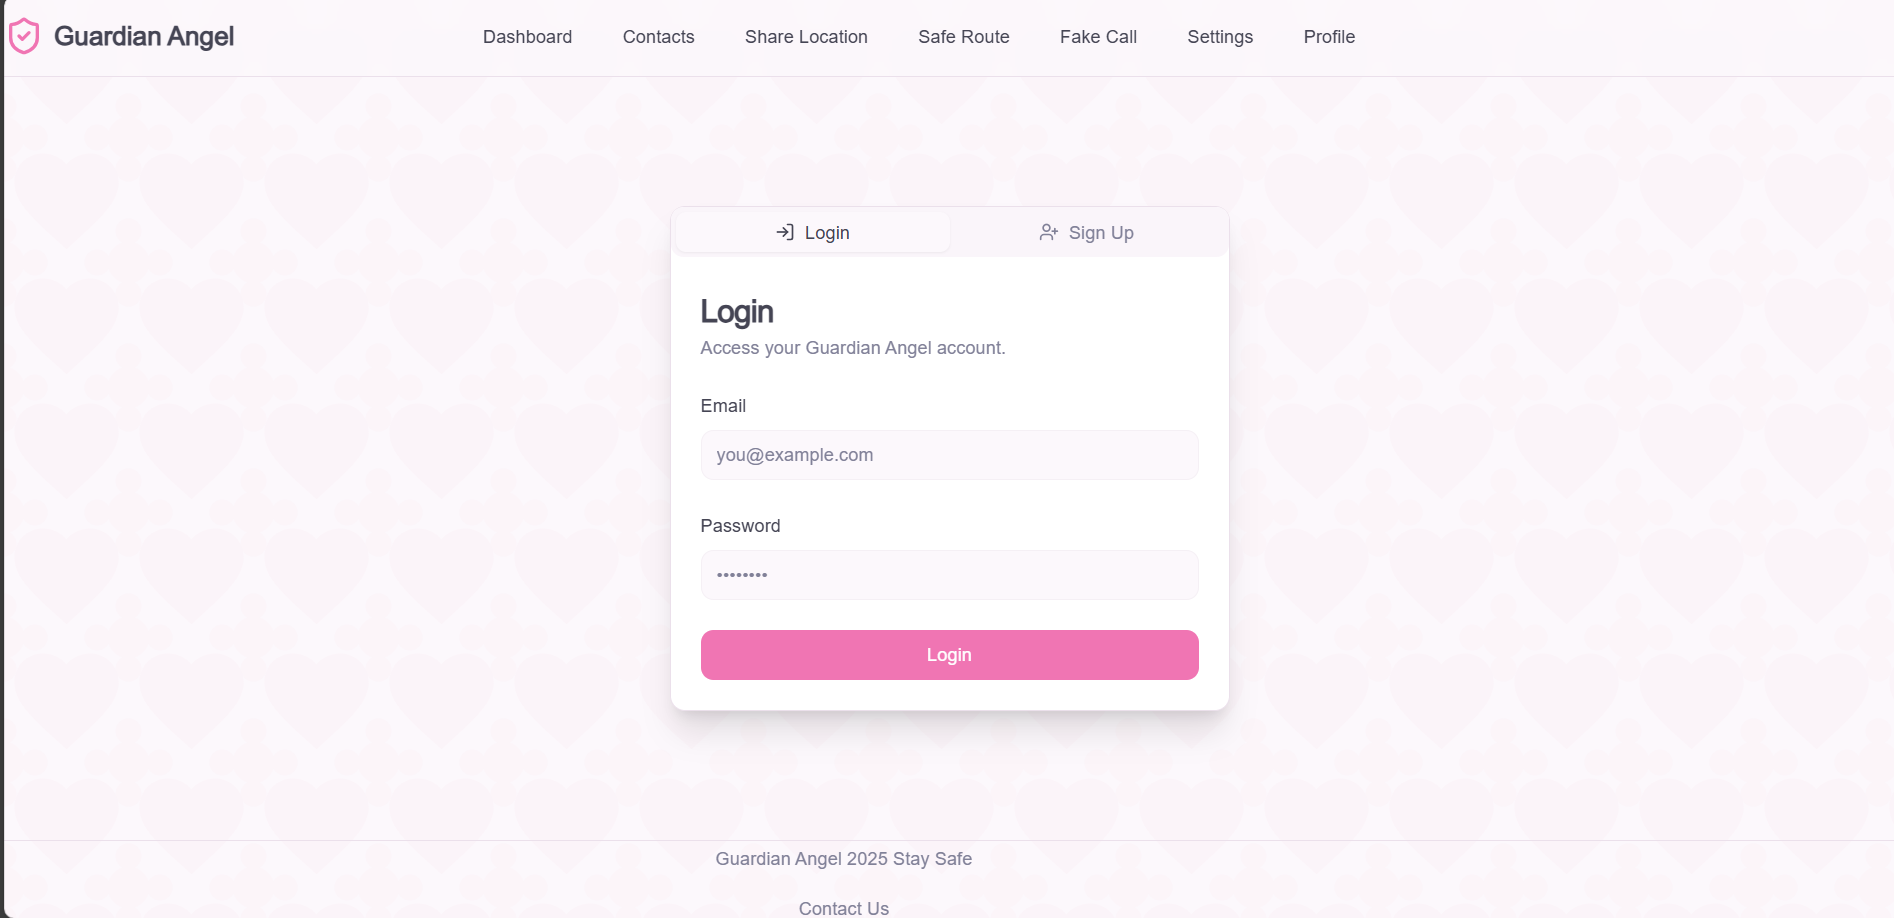 Guardian Angel
Dashboard Contacts Share Location Safe Route Fake Call Settings Profile
Login Sign Up
Login
Access your Guardian Angel account.
Email
you@example.com
Password
••••••••
Login
Guardian Angel 2025 Stay Safe
Contact Us